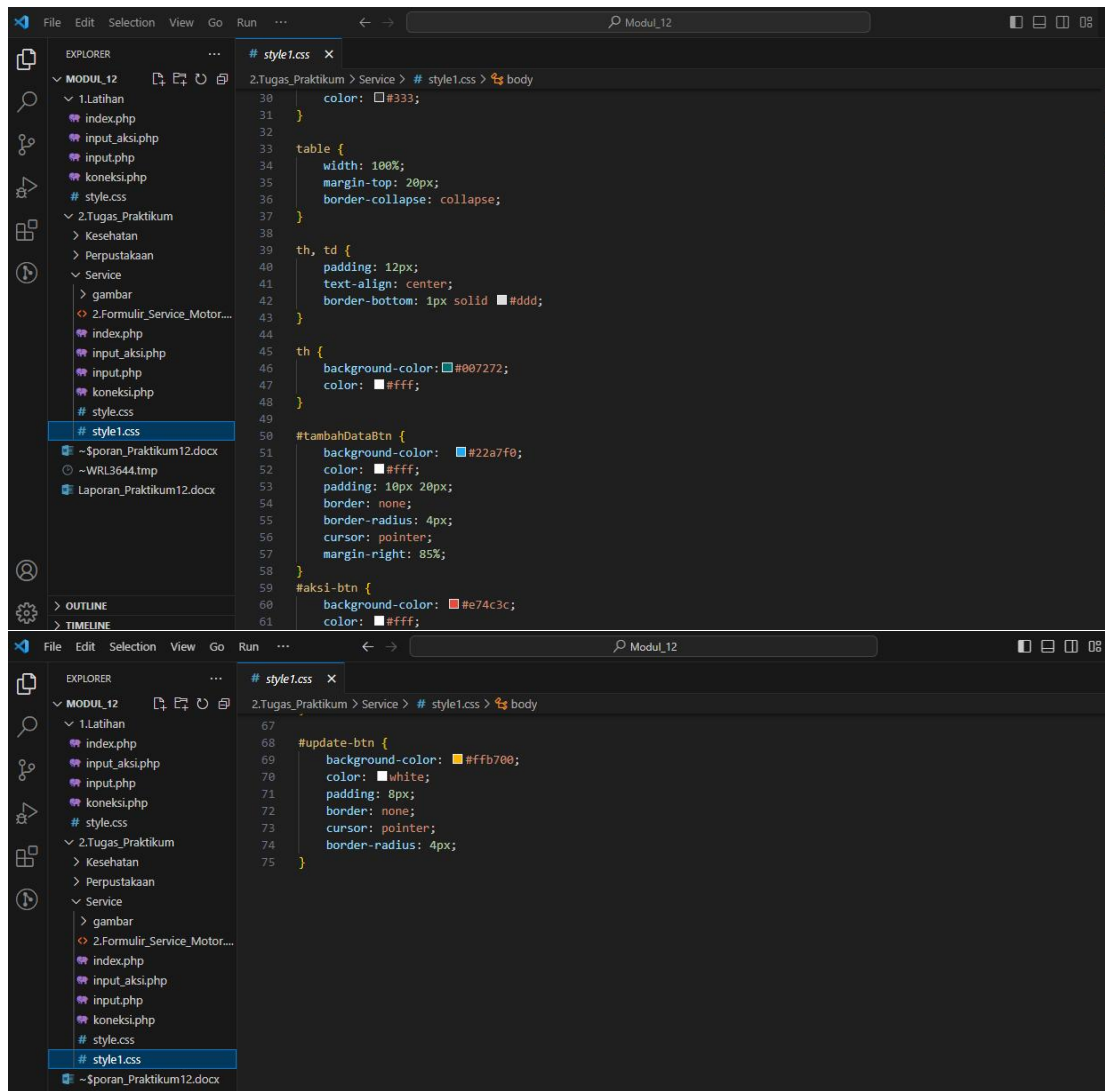 File Edit Selection View Go Run ··· ← → Modul_12
EXPLORER ···
MODUL_12
1.Latihan
index.php
input_aksi.php
input.php
koneksi.php
# style.css
2.Tugas_Praktikum
Kesehatan
Perpustakaan
Service
gambar
2.Formulir_Service_Motor....
index.php
input_aksi.php
input.php
koneksi.php
# style.css
# style1.css
~$poran_Praktikum12.docx
~WRL3644.tmp
Laporan_Praktikum12.docx
> OUTLINE
> TIMELINE
# style1.css ×
2.Tugas_Praktikum > Service > # style1.css > body
30 color: #333;
31 }
32
33 table {
34 width: 100%;
35 margin-top: 20px;
36 border-collapse: collapse;
37 }
38
39 th, td {
40 padding: 12px;
41 text-align: center;
42 border-bottom: 1px solid #ddd;
43 }
44
45 th {
46 background-color: #007272;
47 color: #fff;
48 }
49
50 #tambahDataBtn {
51 background-color: #22a7f0;
52 color: #fff;
53 padding: 10px 20px;
54 border: none;
55 border-radius: 4px;
56 cursor: pointer;
57 margin-right: 85%;
58 }
59 #aksi-btn {
60 background-color: #e74c3c;
61 color: #fff;
File Edit Selection View Go Run ··· ← → Modul_12
EXPLORER ···
MODUL_12
1.Latihan
index.php
input_aksi.php
input.php
koneksi.php
# style.css
2.Tugas_Praktikum
Kesehatan
Perpustakaan
Service
gambar
2.Formulir_Service_Motor....
index.php
input_aksi.php
input.php
koneksi.php
# style.css
# style1.css
~$poran_Praktikum12.docx
# style1.css ×
2.Tugas_Praktikum > Service > # style1.css > body
67
68 #update-btn {
69 background-color: #ffb700;
70 color: white;
71 padding: 8px;
72 border: none;
73 cursor: pointer;
74 border-radius: 4px;
75 }